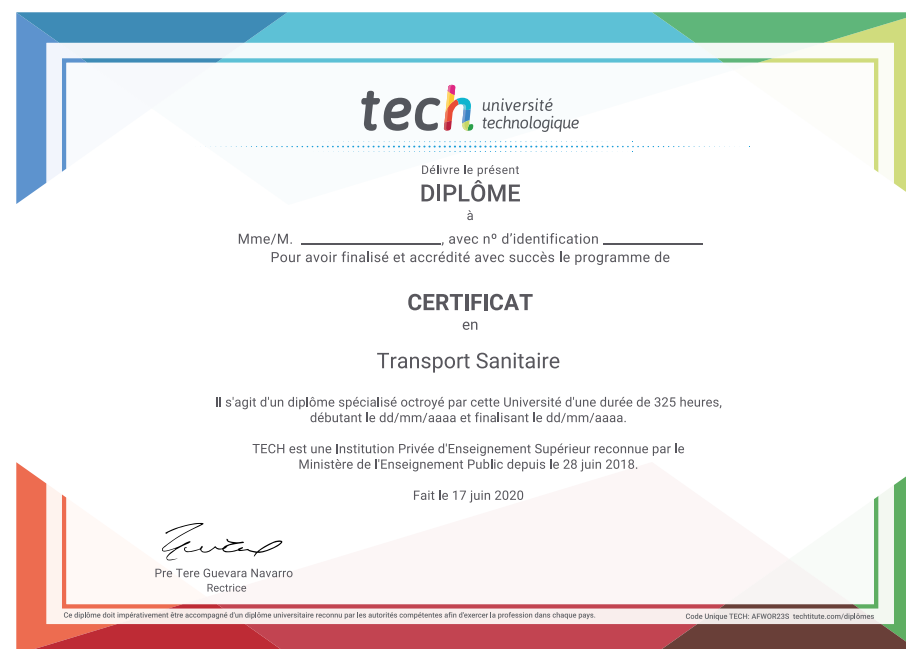 tech université
technologique
Délivre le présent
DIPLÔME
à
Mme/M. ____________________, avec nº d'identification ______________
Pour avoir finalisé et accrédité avec succès le programme de
CERTIFICAT
en
Transport Sanitaire
Il s'agit d'un diplôme spécialisé octroyé par cette Université d'une durée de 325 heures,
débutant le dd/mm/aaaa et finalisant le dd/mm/aaaa.
TECH est une Institution Privée d'Enseignement Supérieur reconnue par le
Ministère de l'Enseignement Public depuis le 28 juin 2018.
Fait le 17 juin 2020
Pre Tere Guevara Navarro
Rectrice
Ce diplôme doit impérativement être accompagné d'un diplôme universitaire reconnu par les autorités compétentes afin d'exercer la profession dans chaque pays.
Code Unique TECH: AFWOR23S techtitute.com/diplômes